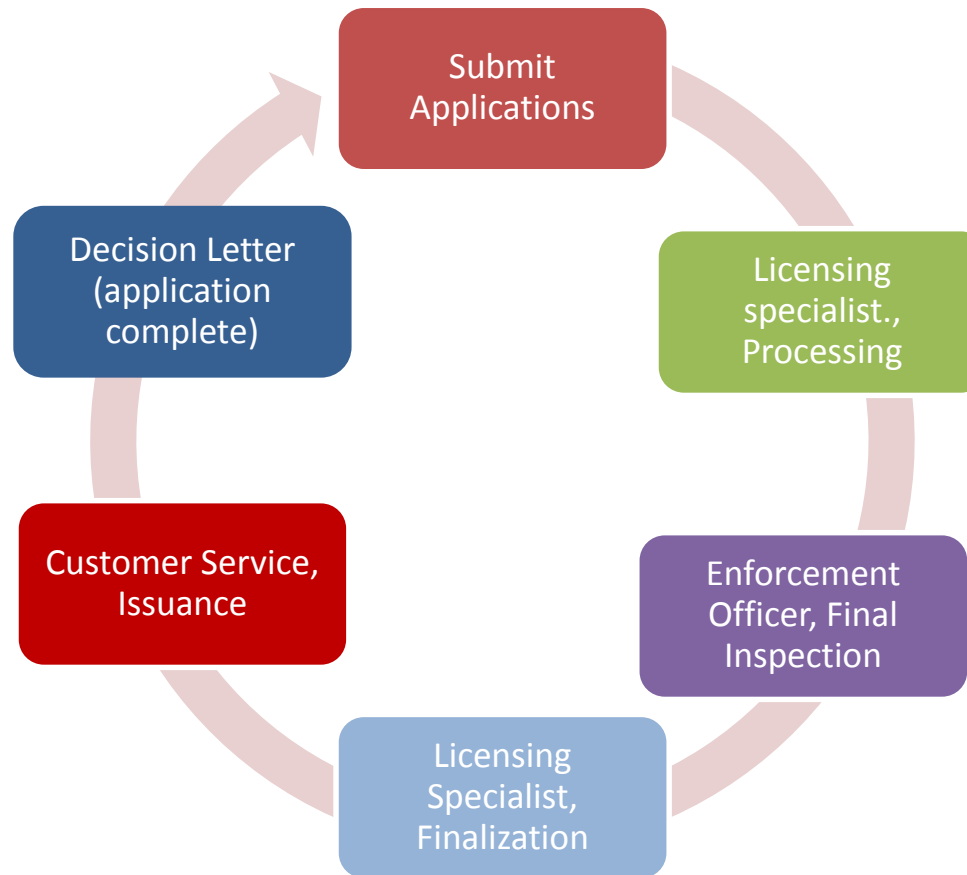 Submit
Applications
Licensing
specialist.,
Processing
Enforcement
Officer, Final
Inspection
Licensing
Specialist,
Finalization
Customer Service,
Issuance
Decision Letter
(application
complete)